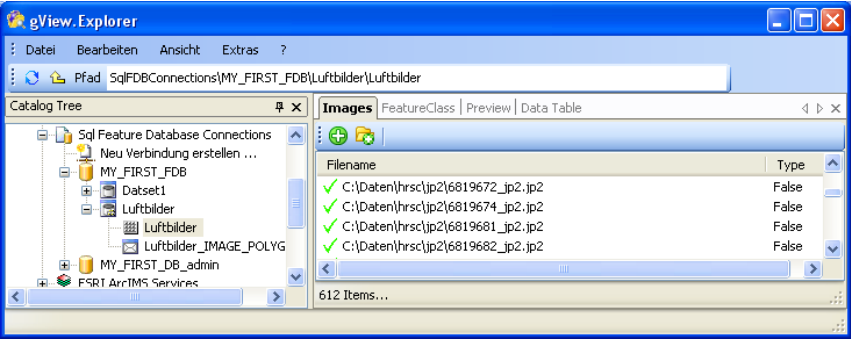 gView.Explorer
Datei Bearbeiten Ansicht Extras ?
Pfad SqlFDBConnections\MY_FIRST_FDB\Luftbilder\Luftbilder
Catalog Tree
Sql Feature Database Connections
Neu Verbindung erstellen ...
MY_FIRST_FDB
Datset1
Luftbilder
Luftbilder
Luftbilder_IMAGE_POLYG
MY_FIRST_DB_admin
ESRI ArcIMS Services
Images FeatureClass Preview Data Table
Filename Type
C:\Daten\hrsc\jp2\6819672_jp2.jp2 False
C:\Daten\hrsc\jp2\6819674_jp2.jp2 False
C:\Daten\hrsc\jp2\6819681_jp2.jp2 False
C:\Daten\hrsc\jp2\6819682_jp2.jp2 False
612 Items...